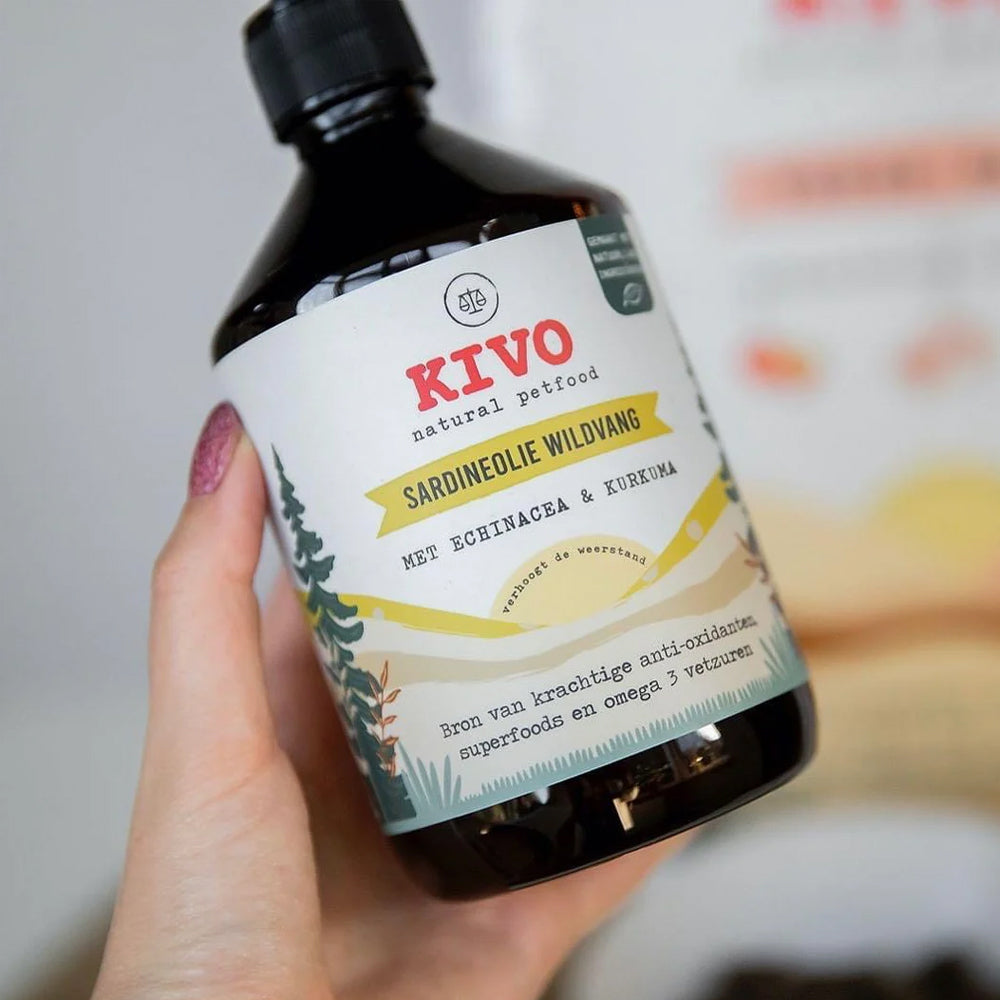 GEMAAKT
KIVO
natural petfood
SARDINEOLIE WILDVANG
MET ECHINACEA & KURKUMA
verhoogt de weerstand
Bron van krachtige anti-oxidanten,
superfoods en omega 3 vetzuren